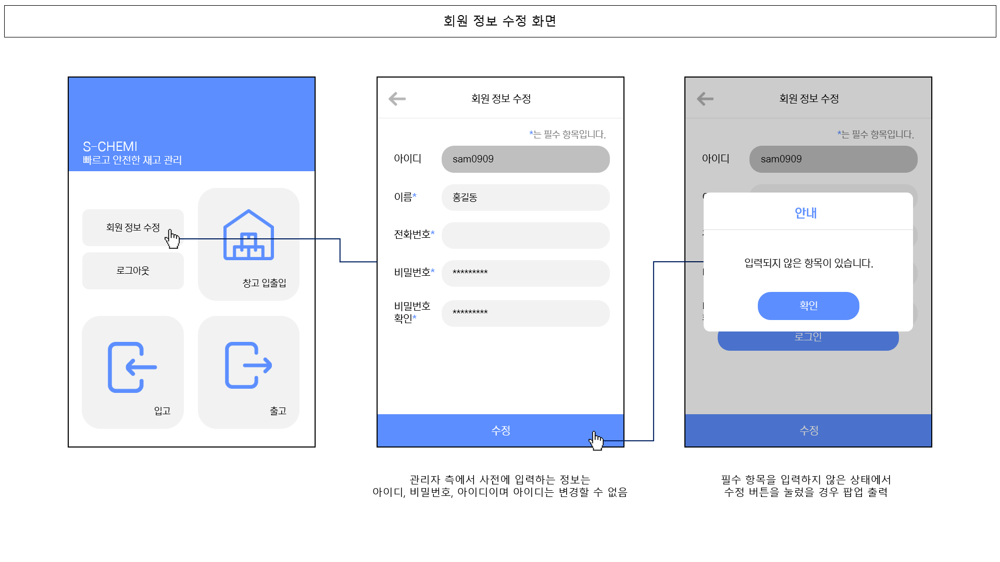 회원 정보 수정 화면
S-CHEMI
빠르고 안전한 재고 관리
회원 정보 수정
로그아웃
창고 입출입
입고
출고
회원 정보 수정
*는 필수 항목입니다.
아이디
sam0909
이름*
홍길동
전화번호*
비밀번호*
*********
비밀번호
확인*
*********
수정
관리자 측에서 사전에 입력하는 정보는
아이디, 비밀번호, 아이디이며 아이디는 변경할 수 없음
회원 정보 수정
*는 필수 항목입니다.
아이디
sam0909
안내
입력되지 않은 항목이 있습니다.
확인
로그인
수정
필수 항목을 입력하지 않은 상태에서
수정 버튼을 눌렀을 경우 팝업 출력